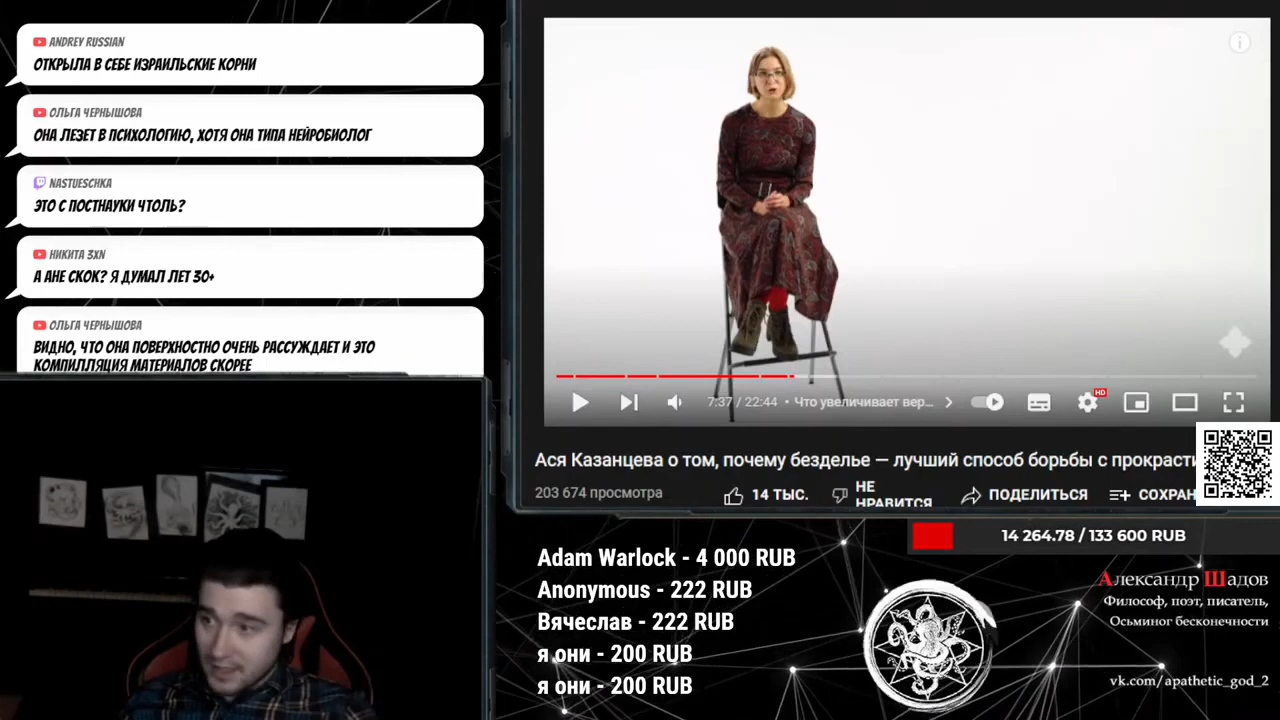 ANDREY RUSSIAN
ОТКРЫЛА В СЕБЕ ИЗРАИЛЬСКИЕ КОРНИ
ОЛЬГА ЧЕРНЫШОВА
ОНА ЛЕЗЕТ В ПСИХОЛОГИЮ, ХОТЯ ОНА ТИПА НЕЙРОБИОЛОГ
NASTUESCHKA
ЭТО С ПОСТНАУКИ ЧТОЛЬ?
НИКИТА 3XN
А АНЕ СКОК? Я ДУМАЛ ЛЕТ 30+
ОЛЬГА ЧЕРНЫШОВА
ВИДНО, ЧТО ОНА ПОВЕРХНОСТНО ОЧЕНЬ РАССУЖДАЕТ И ЭТО
КОМПИЛЛЯЦИЯ МАТЕРИАЛОВ СКОРЕЕ
7:37 / 22:44 • Что увеличивает вер...
HD
Ася Казанцева о том, почему безделье — лучший способ борьбы с прокрасти
203 674 просмотра
14 ТЫС.
НЕ НРАВИТСЯ
ПОДЕЛИТЬСЯ
СОХРАН
14 264.78 / 133 600 RUB
Adam Warlock - 4 000 RUB
Anonymous - 222 RUB
Вячеслав - 222 RUB
я они - 200 RUB
я они - 200 RUB
Александр Шадов
Философ, поэт, писатель,
Осьминог бесконечности
vk.com/apathetic_god_2